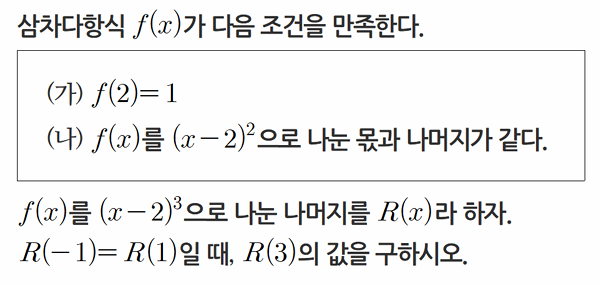 삼차다항식 f(x)가 다음 조건을 만족한다.
(가) f(2)=1
(나) f(x)를 (x-2)²으로 나눈 몫과 나머지가 같다.
f(x)를 (x-2)³으로 나눈 나머지를 R(x)라 하자.
R(-1)=R(1)일 때, R(3)의 값을 구하시오.